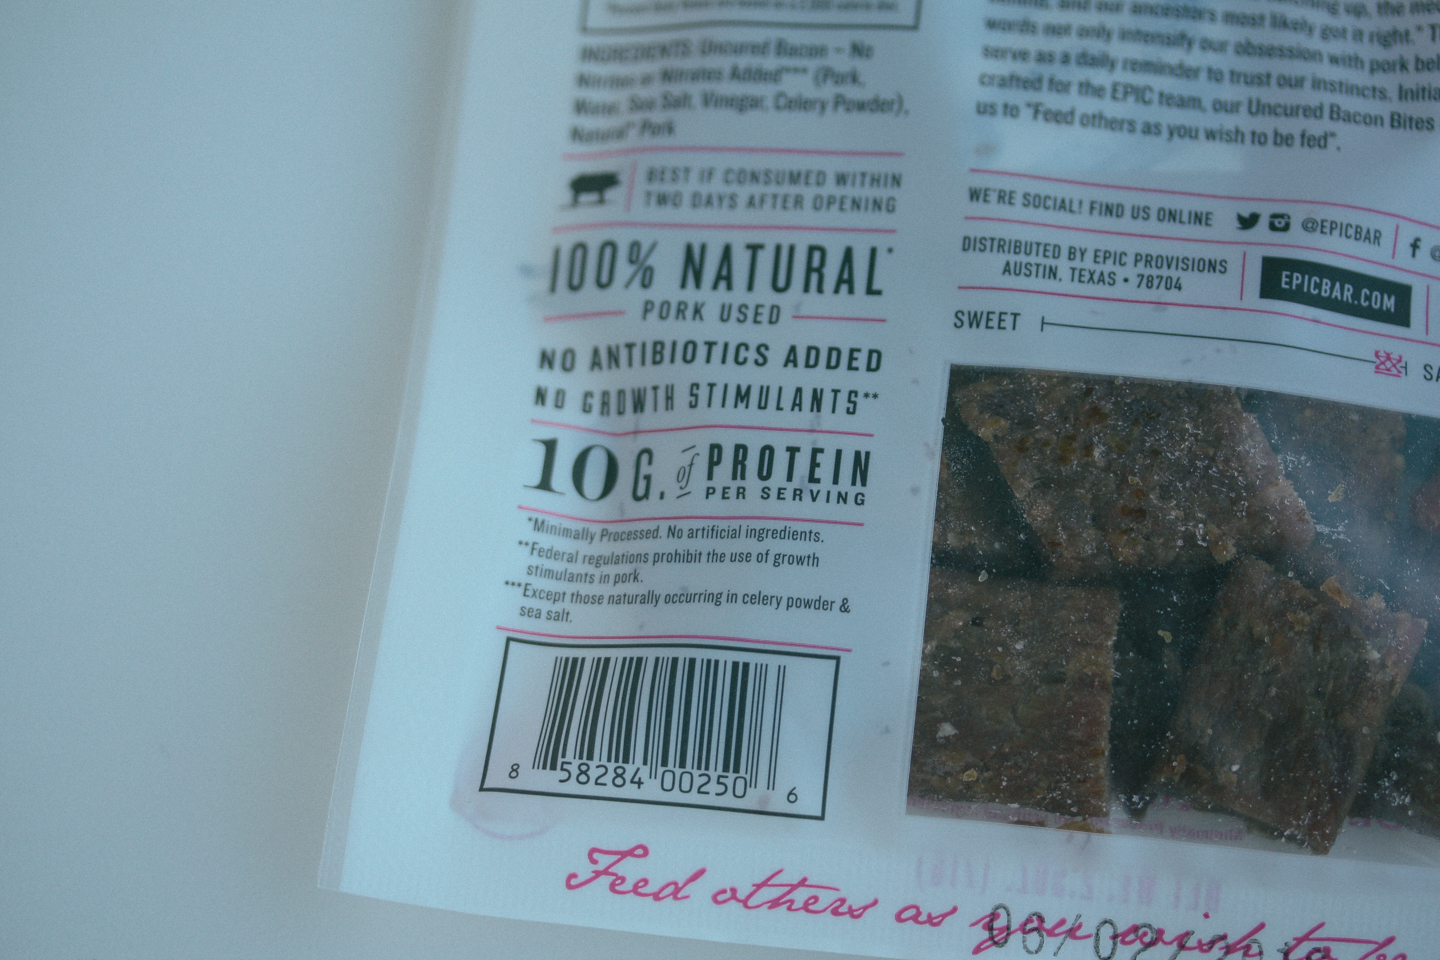 INGREDIENTS: Uncured Bacon – No
Nitrites or Nitrates Added*** (Pork,
Water, Sea Salt, Vinegar, Celery Powder),
Natural* Pork
BEST IF CONSUMED WITHIN
TWO DAYS AFTER OPENING
100% NATURAL*
PORK USED
NO ANTIBIOTICS ADDED
NO GROWTH STIMULANTS**
10 G. of PROTEIN
PER SERVING
*Minimally Processed. No artificial ingredients.
**Federal regulations prohibit the use of growth
stimulants in pork.
***Except those naturally occurring in celery powder &
sea salt.
8 58284 00250 6
and our ancestors most likely got it right."
words not only intensify our obsession with pork
serve as a daily reminder to trust our instincts.
crafted for the EPIC team, our Uncured Bacon Bites
us to "Feed others as you wish to be fed".
WE'RE SOCIAL! FIND US ONLINE @EPICBAR
DISTRIBUTED BY EPIC PROVISIONS
AUSTIN, TEXAS • 78704
EPICBAR.COM
SWEET
Feed others as you wish to